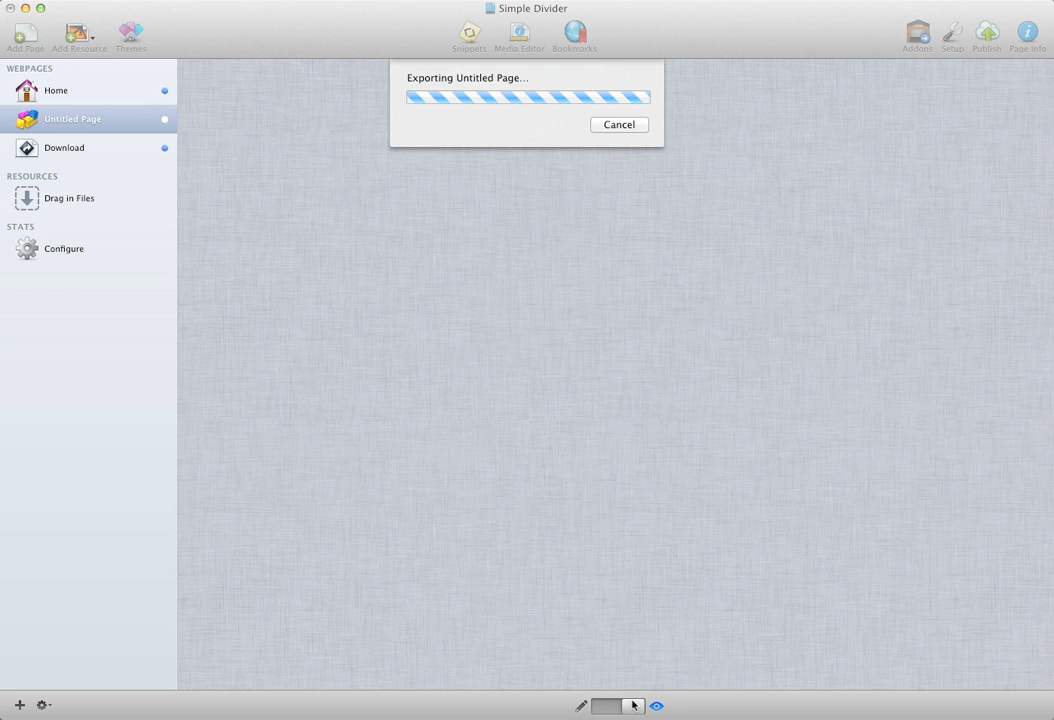 Simple Divider
Add Page Add Resource Themes Snippets Media Editor Bookmarks Addons Setup Publish Page Info
WEBPAGES
Home
Untitled Page
Download
RESOURCES
Drag in Files
STATS
Configure
Exporting Untitled Page...
Cancel